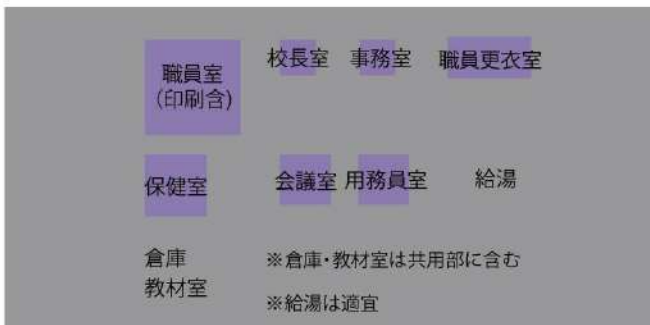 職員室
（印刷含)
校長室
事務室
職員更衣室
保健室
会議室
用務員室
給湯
倉庫
教材室
※倉庫・教材室は共用部に含む
※給湯は適宜